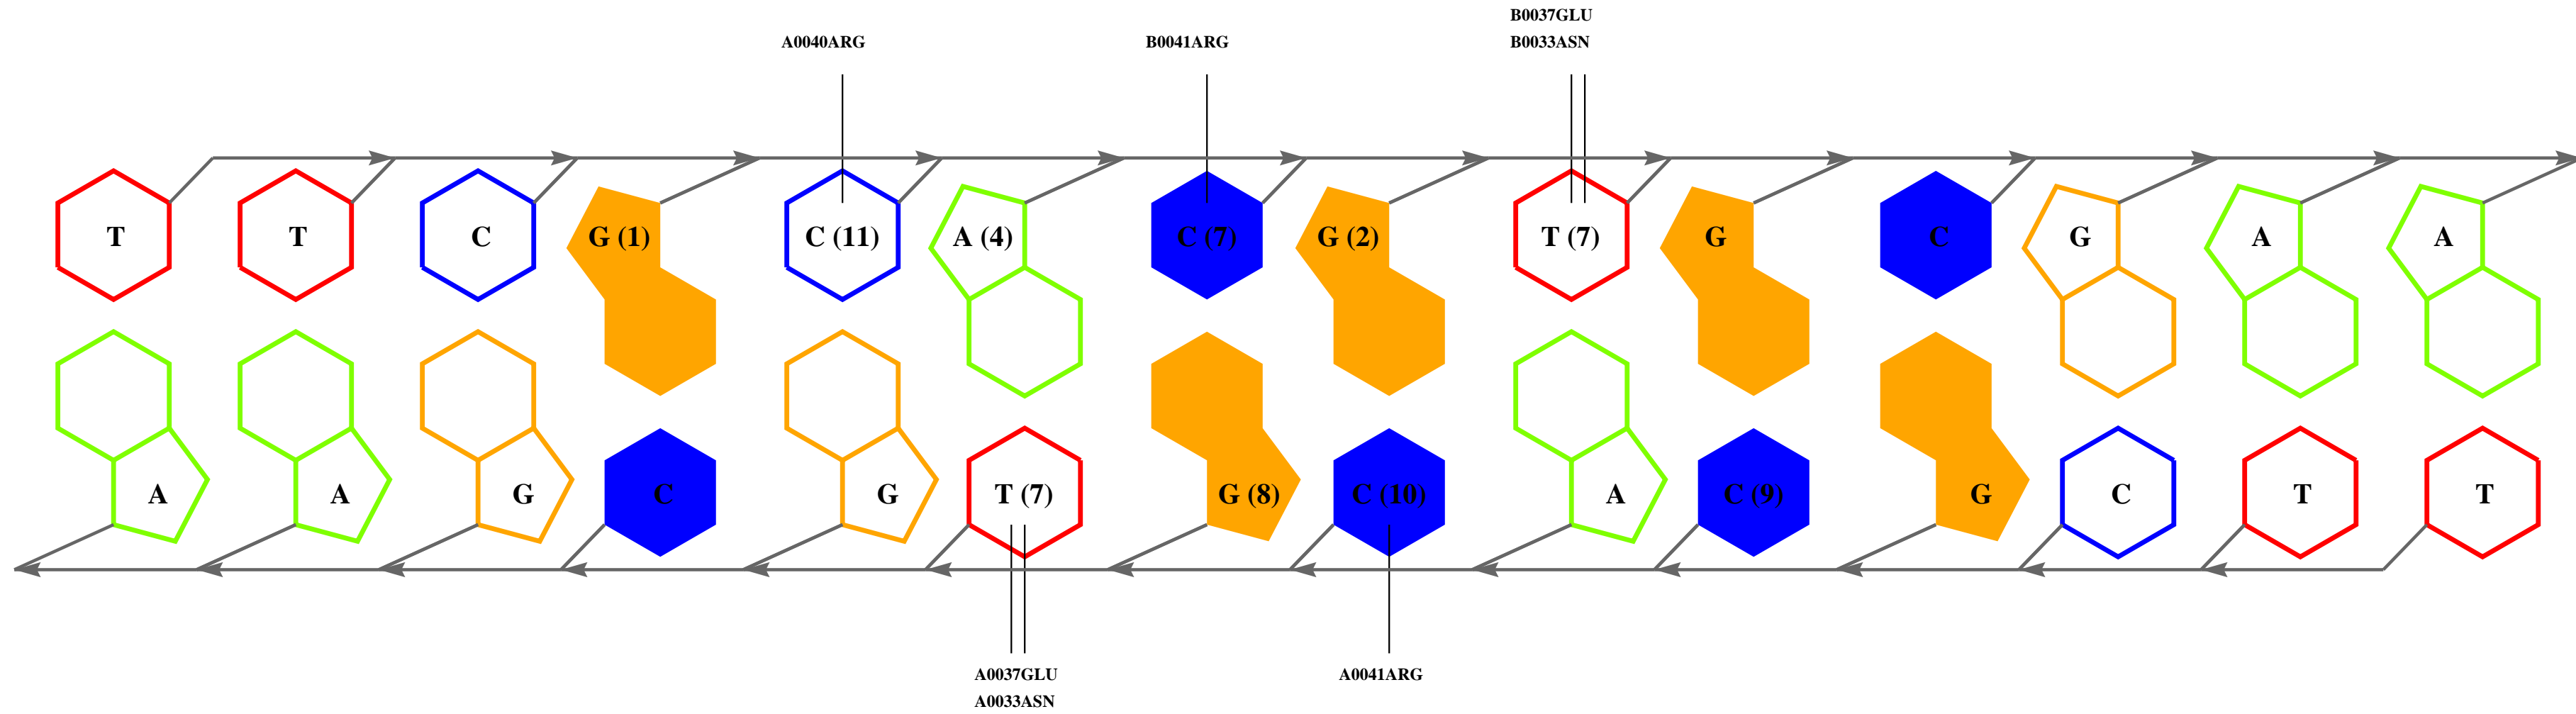 B0037GLU
A0040ARG B0041ARG B0033ASN
T T C G (1) C (11) A (4) C (7) G (2) T (7) G C G A A
A A G C G T (7) G (8) C (10) A C (9) G C T T
A0037GLU A0041ARG
A0033ASN